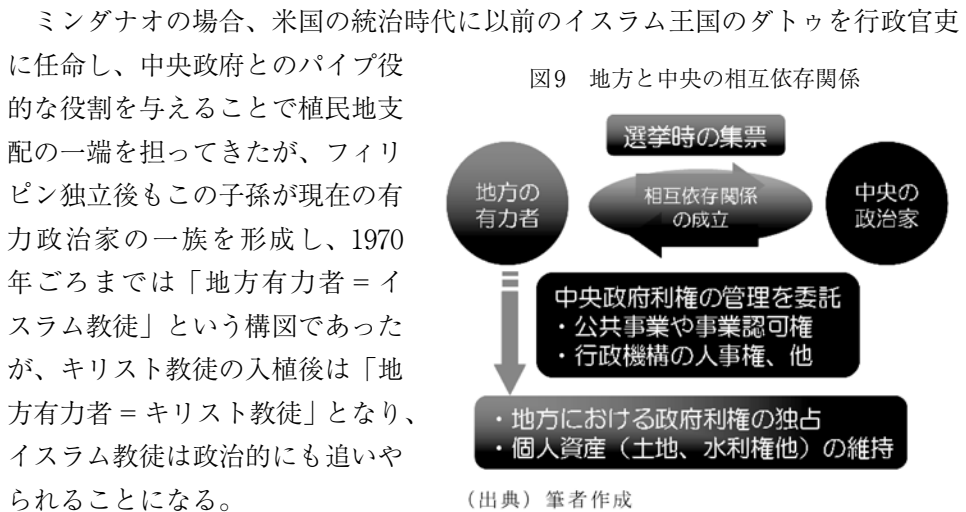 ミンダナオの場合、米国の統治時代に以前のイスラム王国のダトゥを行政官吏
に任命し、中央政府とのパイプ役
的な役割を与えることで植民地支
配の一端を担ってきたが、フィリ
ピン独立後もこの子孫が現在の有
力政治家の一族を形成し、1970
年ごろまでは「地方有力者＝イ
スラム教徒」という構図であった
が、キリスト教徒の入植後は「地
方有力者＝キリスト教徒」となり、
イスラム教徒は政治的にも追いや
られることになる。
図9　地方と中央の相互依存関係
選挙時の集票
地方の
有力者
相互依存関係
の成立
中央の
政治家
中央政府利権の管理を委託
・公共事業や事業認可権
・行政機構の人事権、他
・地方における政府利権の独占
・個人資産（土地、水利権他）の維持
（出典）筆者作成